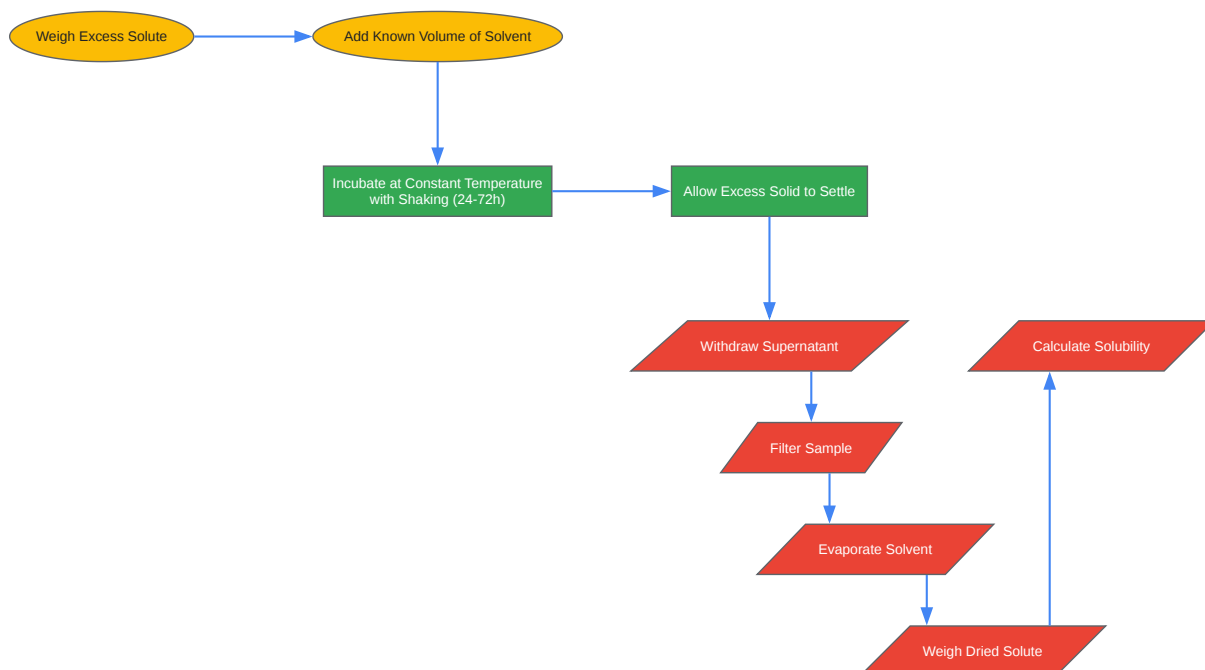 Weigh Excess Solute
Add Known Volume of Solvent
Incubate at Constant Temperature
with Shaking (24-72h)
Allow Excess Solid to Settle
Withdraw Supernatant
Calculate Solubility
Filter Sample
Evaporate Solvent
Weigh Dried Solute